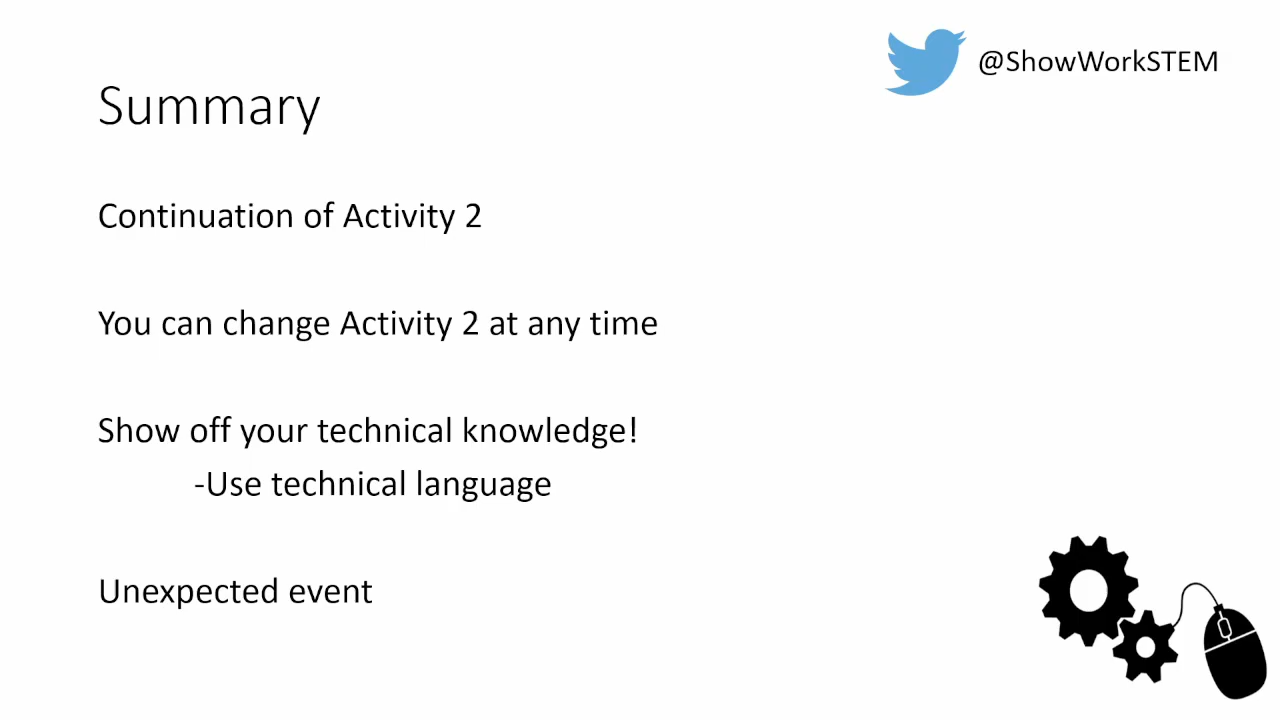 @ShowWorkSTEM
Summary
Continuation of Activity 2
You can change Activity 2 at any time
Show off your technical knowledge!
-Use technical language
Unexpected event